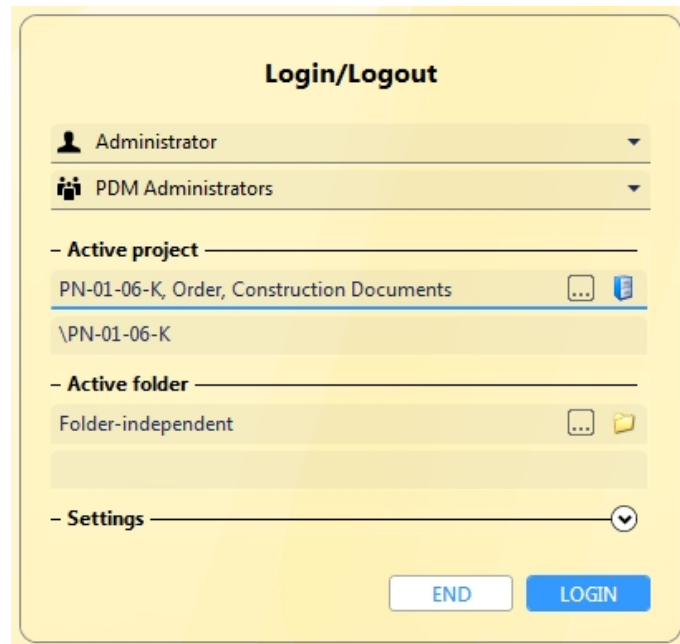 Login/Logout
Administrator
PDM Administrators
Active project
PN-01-06-K, Order, Construction Documents
...
\PN-01-06-K
Active folder
Folder-independent
...
Settings
END
LOGIN